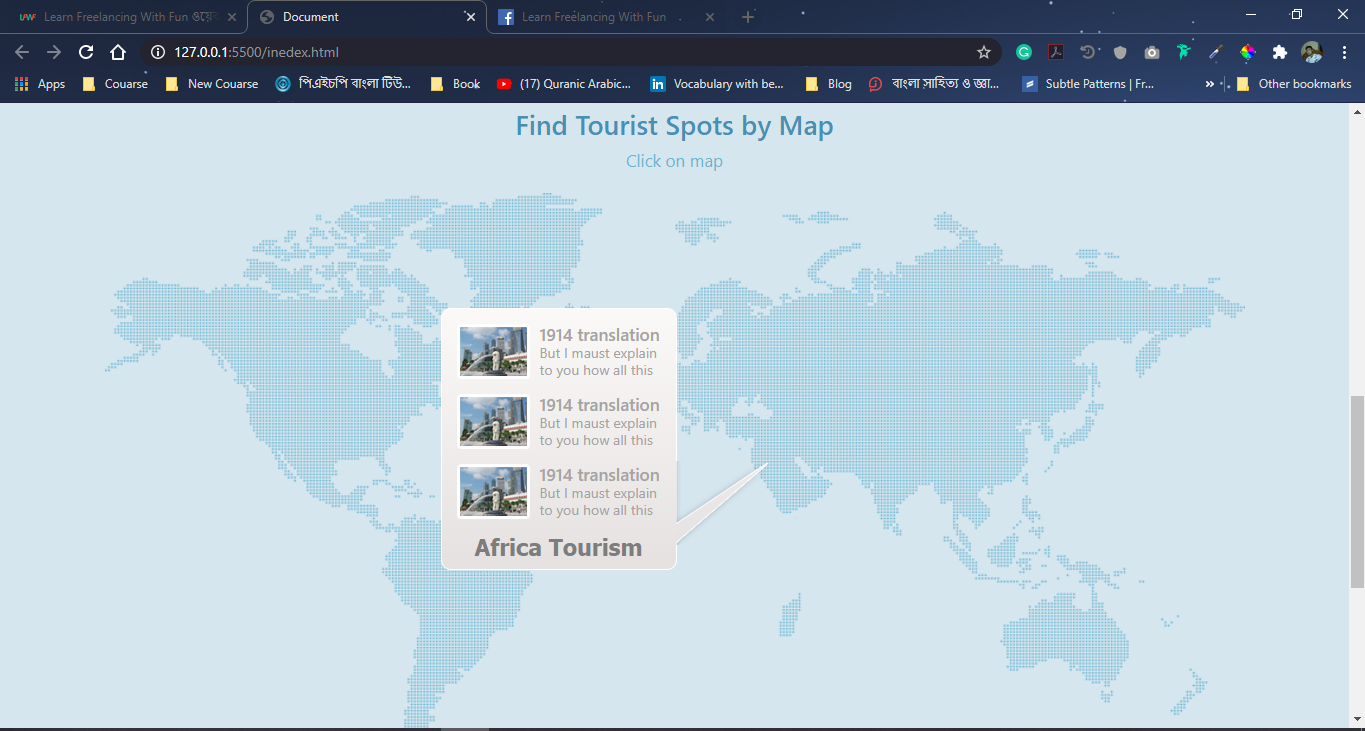 Learn Freelancing With Fun ওয়ে
Document
Learn Freelancing With Fun
127.0.0.1:5500/inedex.html
Apps
Couarse
New Couarse
পিএইচপি বাংলা টিউ...
Book
(17) Quranic Arabic...
Vocabulary with be...
Blog
বাংলা সাহিত্য ও জ্ঞা...
Subtle Patterns | Fr...
Other bookmarks
Find Tourist Spots by Map
Click on map
1914 translation
But I maust explain
to you how all this
1914 translation
But I maust explain
to you how all this
1914 translation
But I maust explain
to you how all this
Africa Tourism